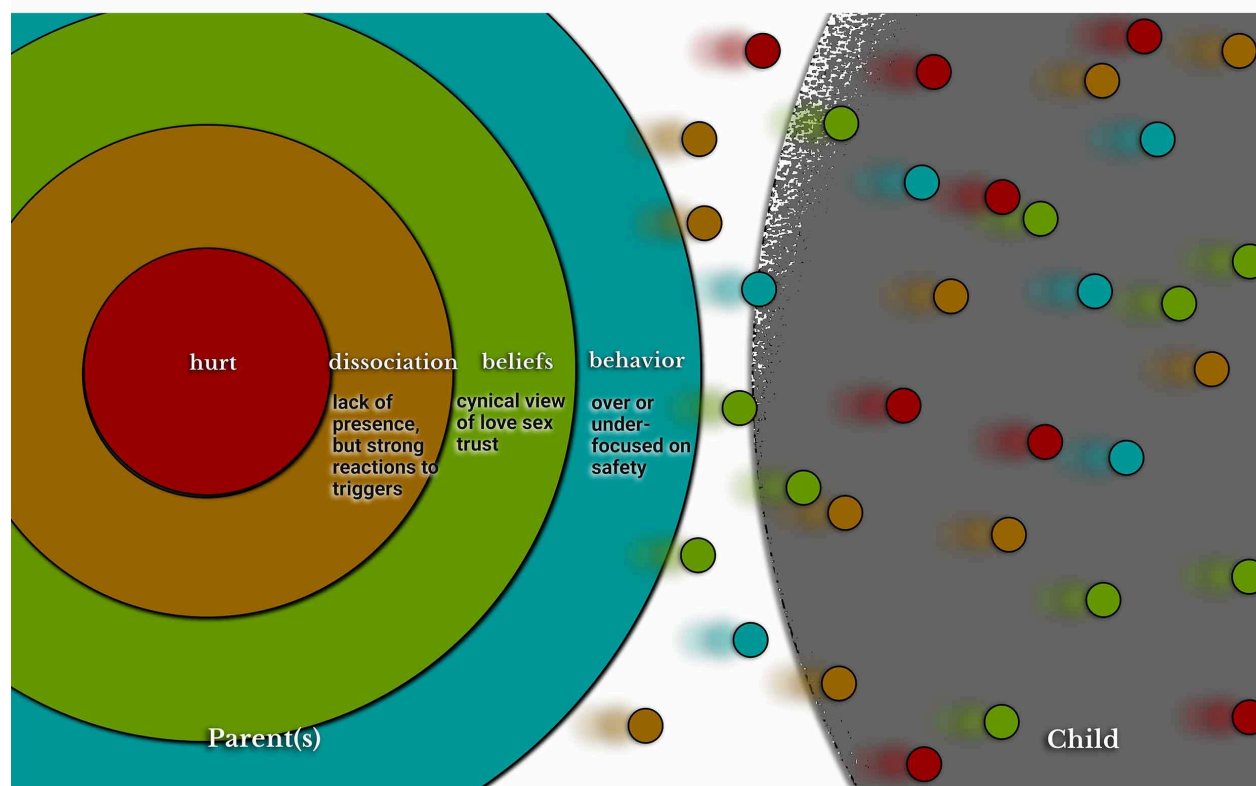 hurt
dissociation
lack of
presence,
but strong
reactions to
triggers
beliefs
cynical view
of love sex
trust
behavior
over or
under-
focused on
safety
Parent(s)
Child